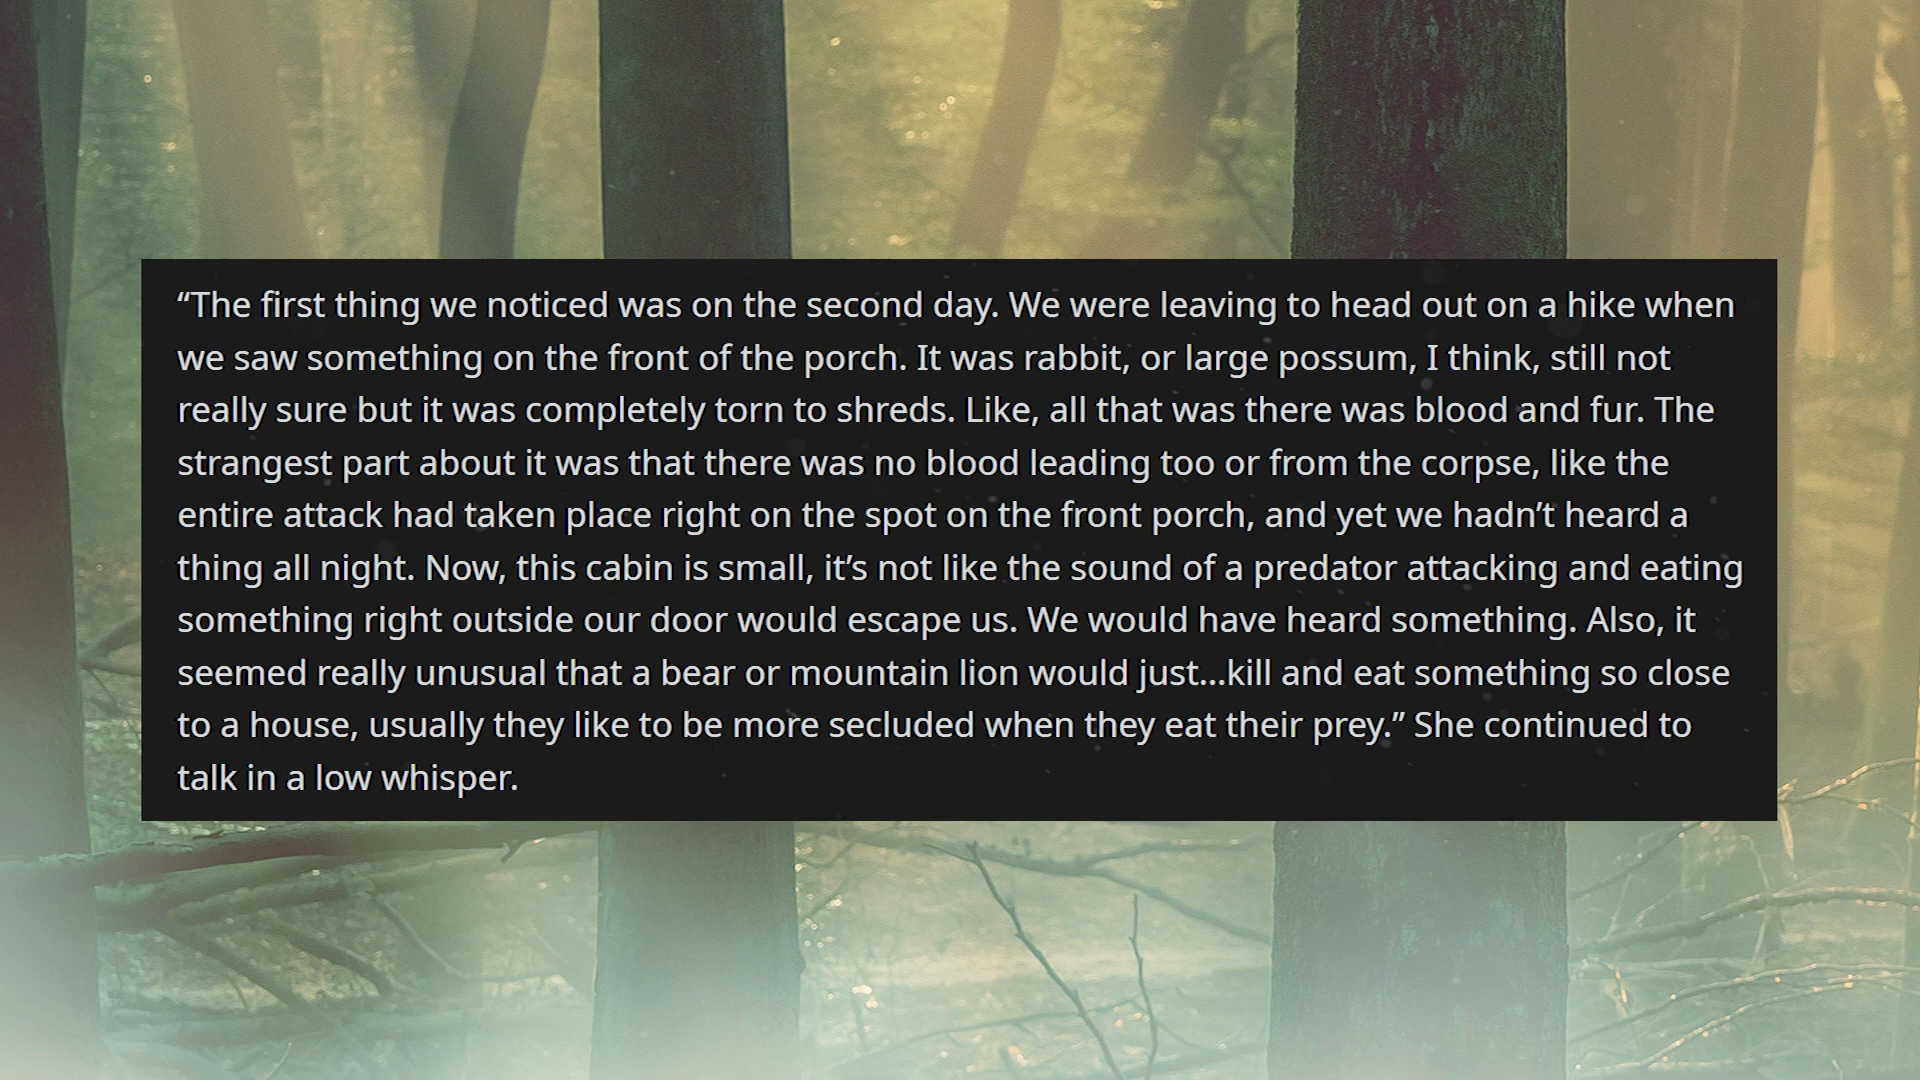 “The first thing we noticed was on the second day. We were leaving to head out on a hike when
we saw something on the front of the porch. It was rabbit, or large possum, I think, still not
really sure but it was completely torn to shreds. Like, all that was there was blood and fur. The
strangest part about it was that there was no blood leading too or from the corpse, like the
entire attack had taken place right on the spot on the front porch, and yet we hadn’t heard a
thing all night. Now, this cabin is small, it’s not like the sound of a predator attacking and eating
something right outside our door would escape us. We would have heard something. Also, it
seemed really unusual that a bear or mountain lion would just...kill and eat something so close
to a house, usually they like to be more secluded when they eat their prey.” She continued to
talk in a low whisper.